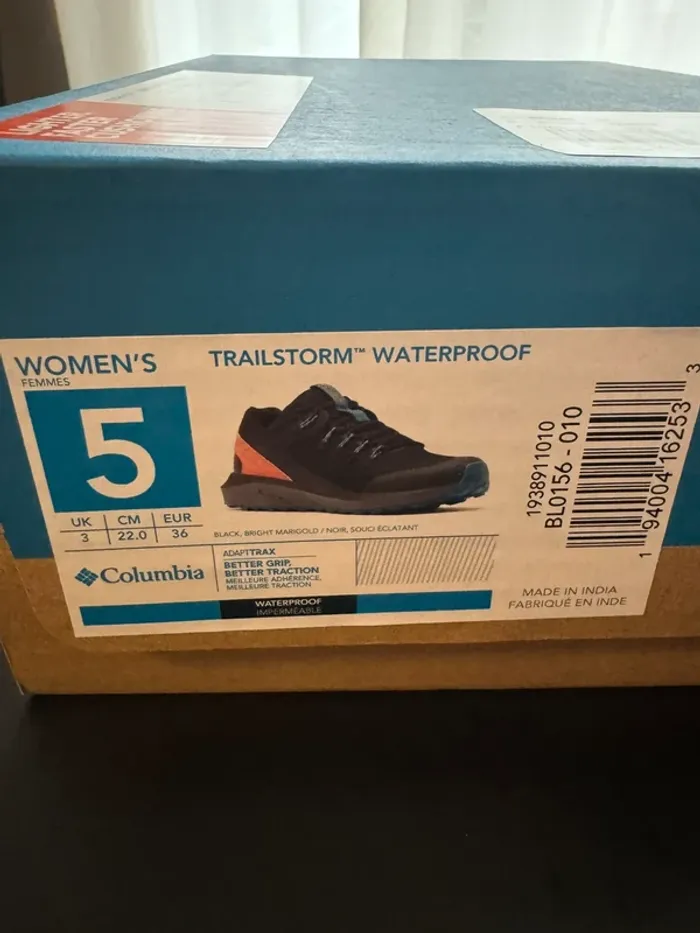 WOMEN'S
FEMMES
TRAILSTORM™ WATERPROOF
5
UK CM EUR
3 22.0 36
BLACK, BRIGHT MARIGOLD / NOIR, SOUCI ÉCLATANT
Columbia
ADAPTTRAX
BETTER GRIP,
BETTER TRACTION
MEILLEURE ADHÉRENCE,
MEILLEURE TRACTION
WATERPROOF
IMPERMÉABLE
1938911010
BL0156 - 010
1 94004 16253 3
MADE IN INDIA
FABRIQUÉ EN INDE